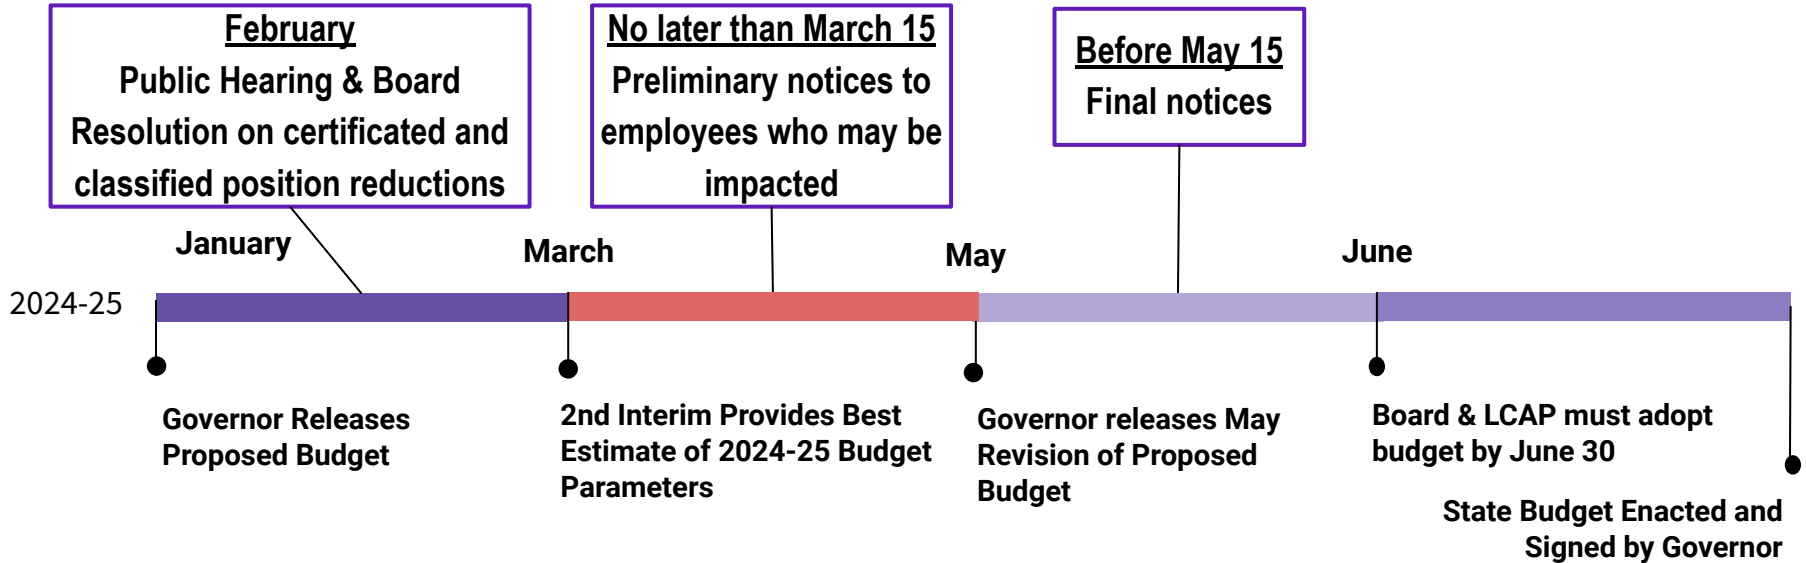 February
Public Hearing & Board
Resolution on certificated and
classified position reductions
No later than March 15
Preliminary notices to
employees who may be
impacted
Before May 15
Final notices
January
March
May
June
2024-25
Governor Releases
Proposed Budget
2nd Interim Provides Best
Estimate of 2024-25 Budget
Parameters
Governor releases May
Revision of Proposed
Budget
Board & LCAP must adopt
budget by June 30
State Budget Enacted and
Signed by Governor